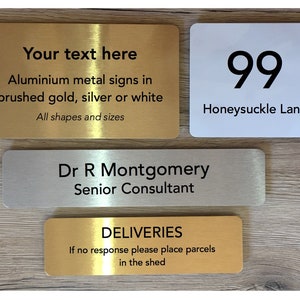 Your text here
Aluminium metal signs in
brushed gold, silver or white
All shapes and sizes
99
Honeysuckle Lan
Dr R Montgomery
Senior Consultant
DELIVERIES
If no response please place parcels
in the shed